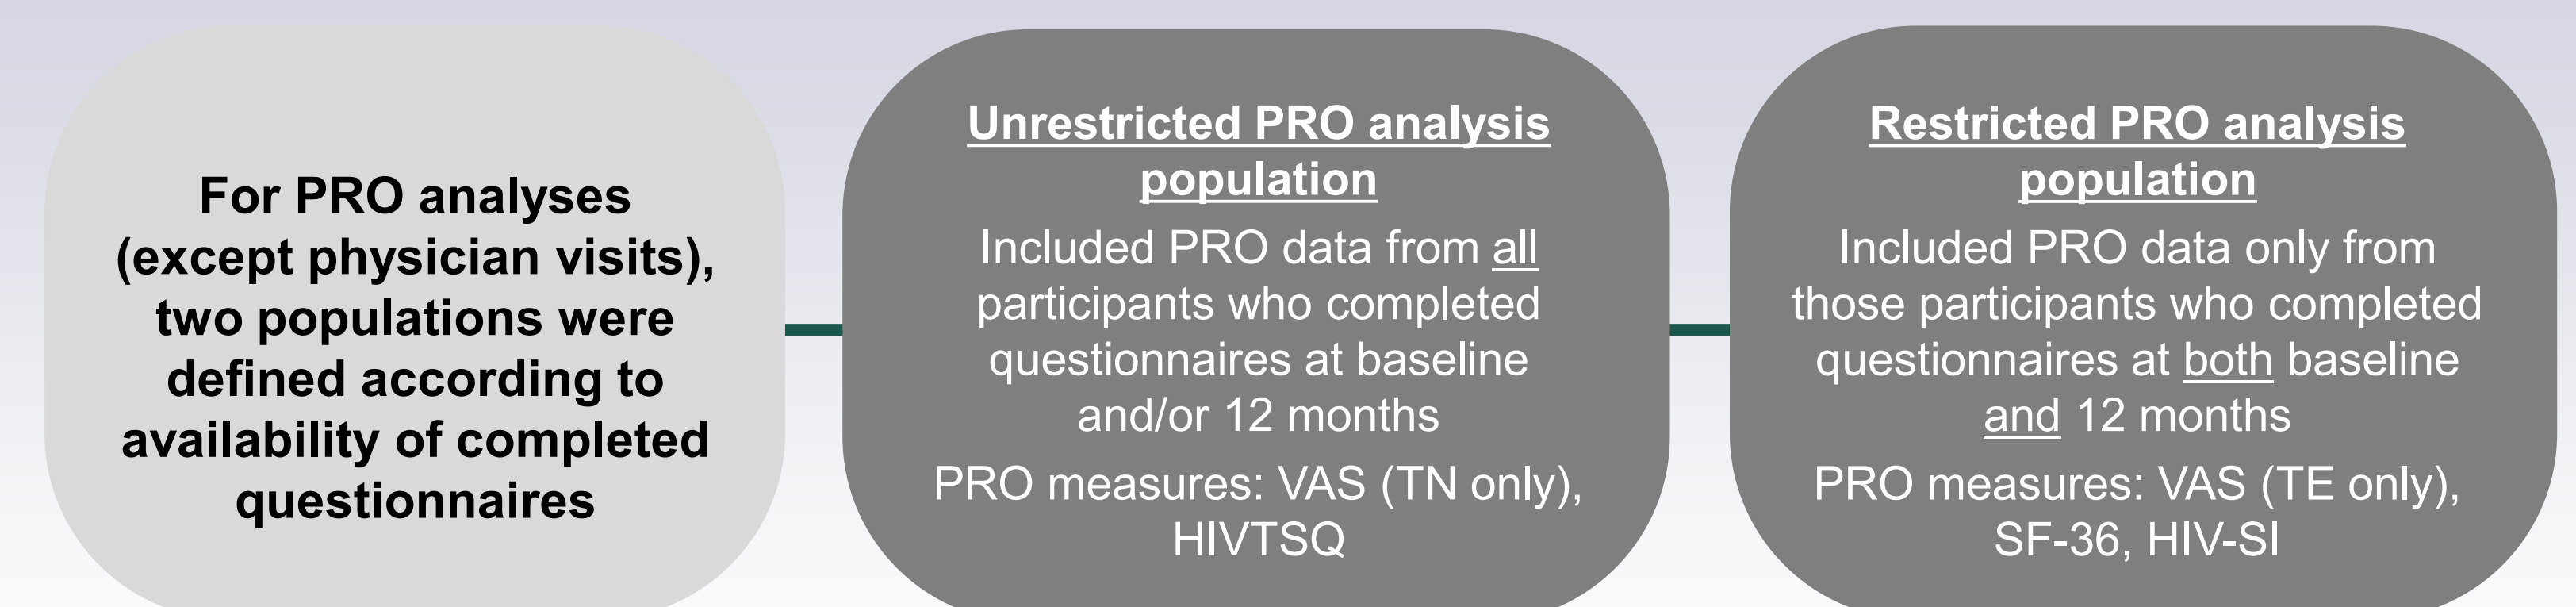 For PRO analyses
(except physician visits),
two populations were
defined according to
availability of completed
questionnaires
Unrestricted PRO analysis
population
Included PRO data from all
participants who completed
questionnaires at baseline
and/or 12 months
PRO measures: VAS (TN only),
HIVTSQ
Restricted PRO analysis
population
Included PRO data only from
those participants who completed
questionnaires at both baseline
and 12 months
PRO measures: VAS (TE only),
SF-36, HIV-SI